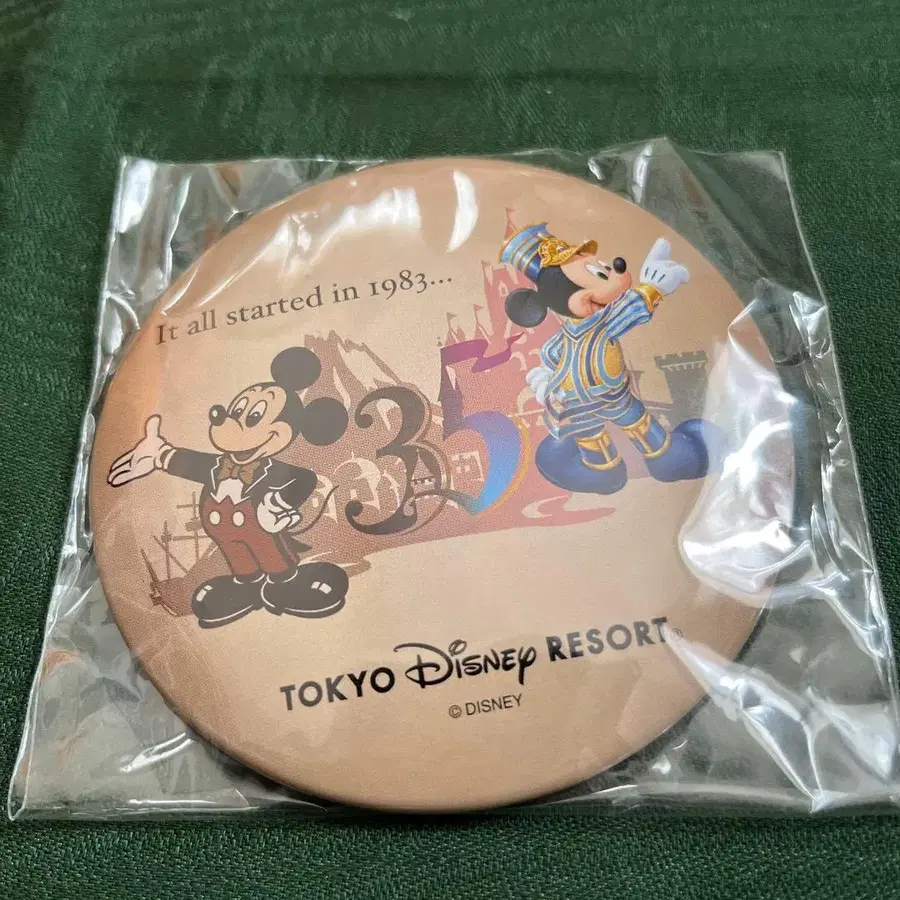 It all started in 1983...
35
TOKYO Disney RESORT®
© DISNEY